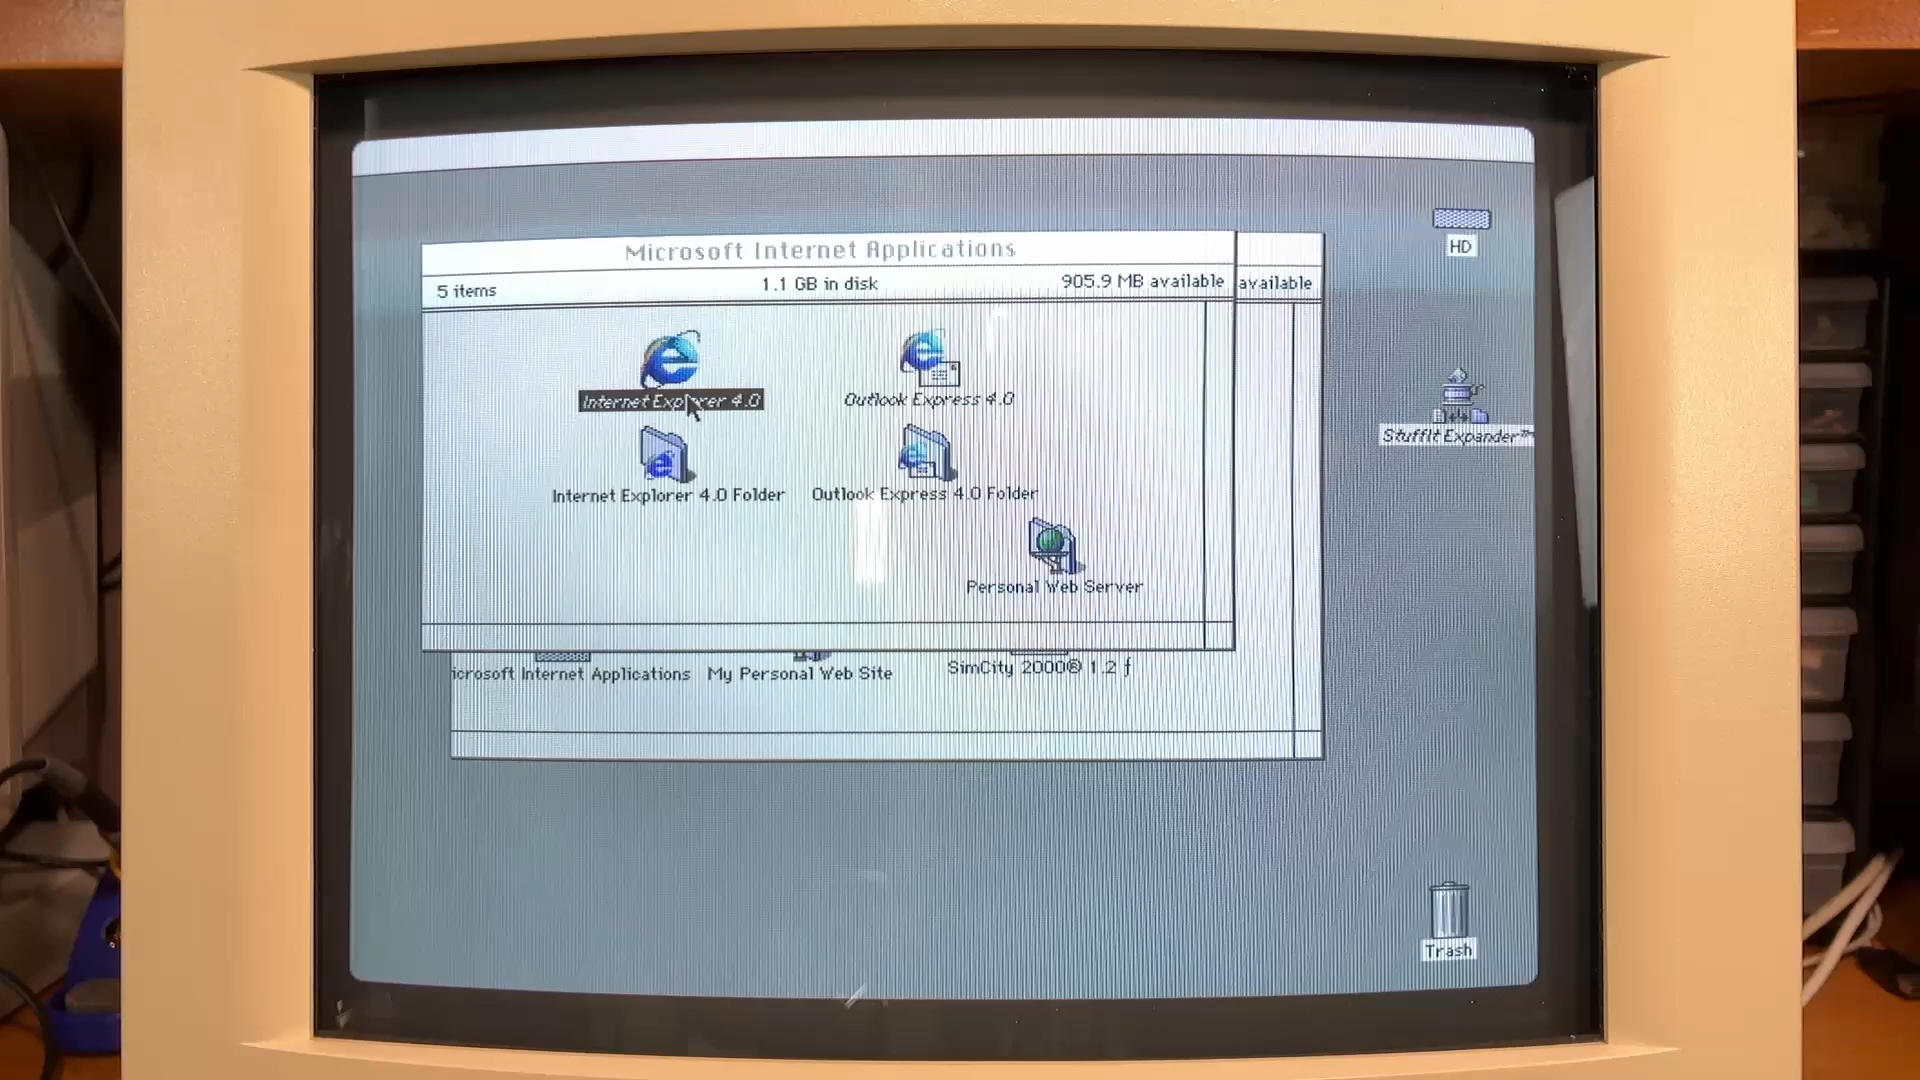 Microsoft Internet Applications
5 items
1.1 GB in disk
905.9 MB available
available
HD
Internet Explorer 4.0
Outlook Express 4.0
StuffIt Expander™
Internet Explorer 4.0 Folder
Outlook Express 4.0 Folder
Personal Web Server
icrosoft Internet Applications
My Personal Web Site
SimCity 2000® 1.2 ƒ
Trash